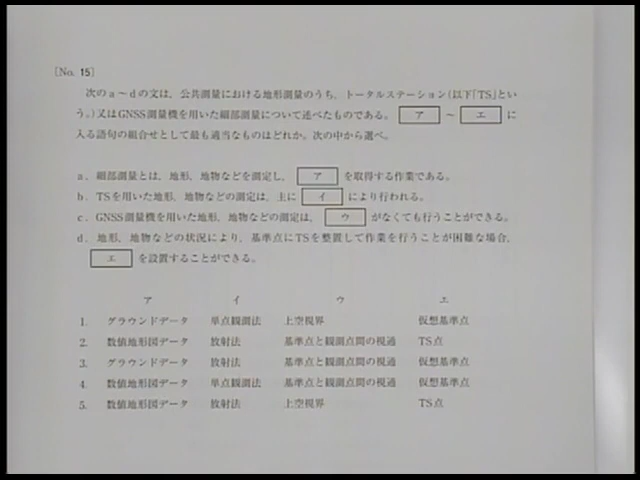 [No. 15]
次のa~dの文は、公共測量における地形測量のうち、トータルステーション(以下「TS」とい
う。)又はGNSS測量機を用いた細部測量について述べたものである。 ア ~ エ に
入る語句の組合せとして最も適当なものはどれか。次の中から選べ。
a. 細部測量とは、地形、地物などを測定し、 ア を取得する作業である。
b. TSを用いた地形、地物などの測定は、主に イ により行われる。
c. GNSS測量機を用いた地形、地物などの測定は、 ウ がなくても行うことができる。
d. 地形、地物などの状況により、基準点にTSを整置して作業を行うことが困難な場合、
エ を設置することができる。
ア イ ウ エ
1. グラウンドデータ 単点観測法 上空視界 仮想基準点
2. 数値地形図データ 放射法 基準点と観測点間の視通 TS点
3. グラウンドデータ 放射法 基準点と観測点間の視通 仮想基準点
4. 数値地形図データ 単点観測法 基準点と観測点間の視通 仮想基準点
5. 数値地形図データ 放射法 上空視界 TS点